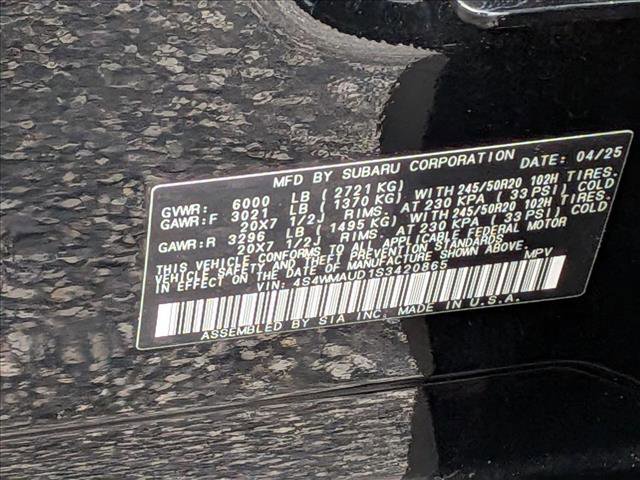 MFD BY SUBARU CORPORATION DATE: 04/25
GVWR: 6000 LB ( 2721 KG)
GAWR:F 3021 LB ( 1370 KG) WITH 245/50R20 102H TIRES.
20X7 1/2J RIMS. AT 230 KPA ( 33 PSI) COLD
GAWR:R 3296 LB ( 1495 KG) WITH 245/50R20 102H TIRES.
20X7 1/2J RIMS. AT 230 KPA ( 33 PSI) COLD
THIS VEHICLE CONFORMS TO ALL APPLICABLE FEDERAL MOTOR
VEHICLE SAFETY, AND THEFT PREVENTION STANDARDS
IN EFFECT ON THE DATE OF MANUFACTURE SHOWN ABOVE.
VIN: 4S4WMAUD1S3420865 MPV
ASSEMBLED BY SIA INC. MADE IN U.S.A.